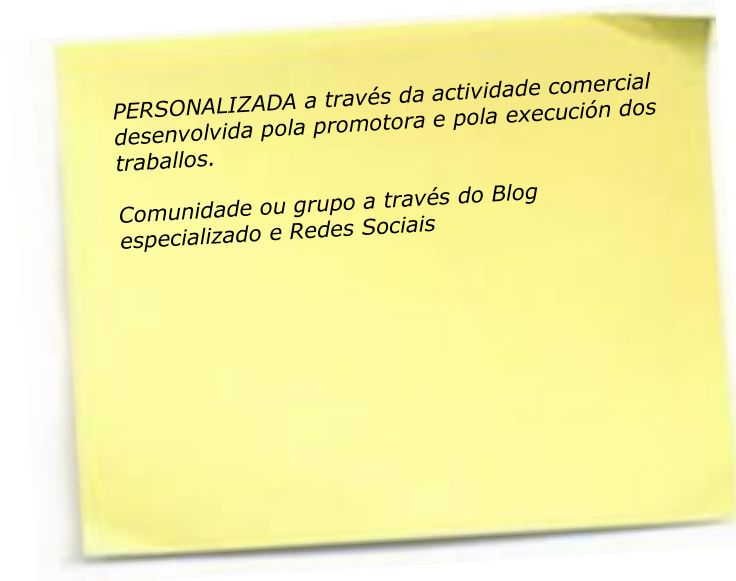 PERSONALIZADA a través da actividade comercial
desenvolvida pola promotora e pola execución dos
traballos.
Comunidade ou grupo a través do Blog
especializado e Redes Sociais